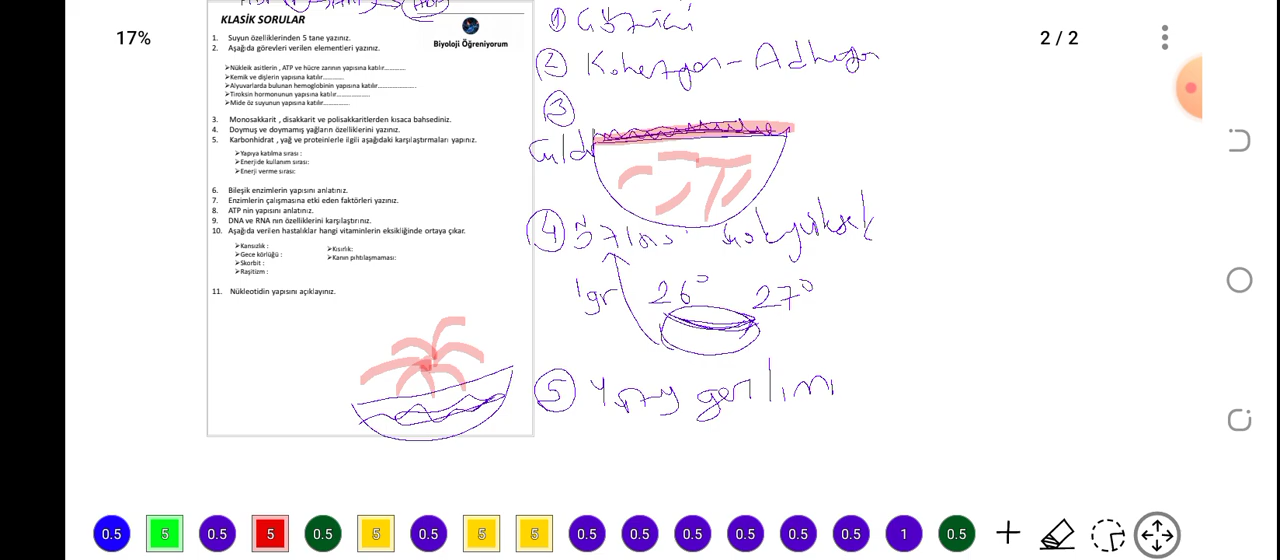 17%
2 / 2
KLASİK SORULAR
Biyoloji Öğreniyorum
1. Suyun özelliklerinden 5 tane yazınız.
2. Aşağıda görevleri verilen elementleri yazınız.
➤Nükleik asitlerin , ATP ve hücre zarının yapısına katılır.............
➤Kemik ve dişlerin yapısına katılır............
➤Alyuvarlarda bulunan hemoglobinin yapısına katılır......................
➤Tiroksin hormonunun yapısına katılır...................
➤Mide öz suyunun yapısına katılır...............
3. Monosakkarit , disakkarit ve polisakkaritlerden kısaca bahsediniz.
4. Doymuş ve doymamış yağların özelliklerini yazınız.
5. Karbonhidrat , yağ ve proteinlerle ilgili aşağıdaki karşılaştırmaları yapınız.
➤Yapıya katılma sırası :
➤Enerjide kullanım sırası:
➤Enerji verme sırası:
6. Bileşik enzimlerin yapısını anlatınız.
7. Enzimlerin çalışmasına etki eden faktörleri yazınız.
8. ATP nin yapısını anlatınız.
9. DNA ve RNA nın özelliklerini karşılaştırınız.
10. Aşağıda verilen hastalıklar hangi vitaminlerin eksikliğinde ortaya çıkar.
➤Kansızlık :
➤Gece körlüğü :
➤Skorbit :
➤Raşitizm :
➤Kısırlık:
➤Kanın pıhtılaşmaması:
11. Nükleotidin yapısını açıklayınız.
① Çözücü
② Kohezyon - Adhezyon
③
④ Özısısı çok yüksek
1gr 26° 27°
⑤ Yüzey gerilimi
0.5 5 0.5 5 0.5 5 0.5 5 5 0.5 0.5 0.5 0.5 0.5 0.5 1 0.5